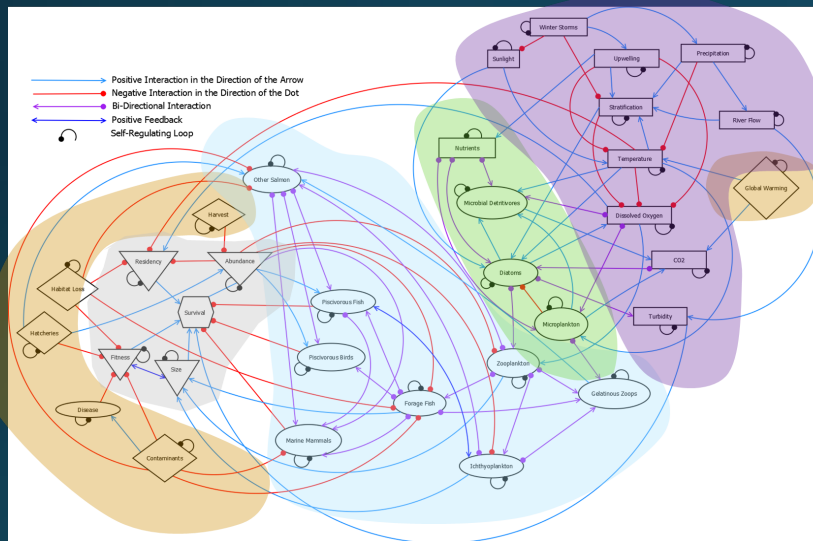 Winter Storms
Sunlight
Upwelling
Precipitation
Positive Interaction in the Direction of the Arrow
Negative Interaction in the Direction of the Dot
Bi-Directional Interaction
Positive Feedback
Self-Regulating Loop
Stratification
River Flow
Nutrients
Temperature
Other Salmon
Global Warming
Microbial Detritivores
Harvest
Dissolved Oxygen
Residency
Abundance
CO2
Diatoms
Habitat Loss
Piscivorous Fish
Survival
Turbidity
Microplankton
Hatcheries
Fitness
Size
Piscivorous Birds
Zooplankton
Gelatinous Zoops
Forage Fish
Disease
Marine Mammals
Contaminants
Ichthyoplankton